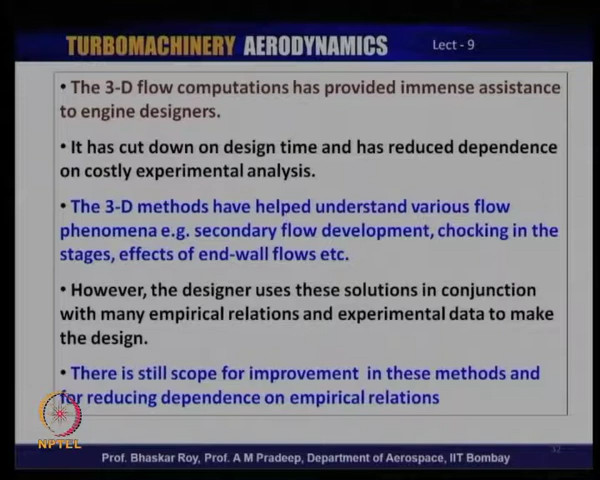 TURBOMACHINERY AERODYNAMICS Lect - 9
• The 3-D flow computations has provided immense assistance
to engine designers.
• It has cut down on design time and has reduced dependence
on costly experimental analysis.
• The 3-D methods have helped understand various flow
phenomena e.g. secondary flow development, chocking in the
stages, effects of end-wall flows etc.
• However, the designer uses these solutions in conjunction
with many empirical relations and experimental data to make
the design.
• There is still scope for improvement in these methods and
for reducing dependence on empirical relations
NPTEL
Prof. Bhaskar Roy, Prof. A M Pradeep, Department of Aerospace, IIT Bombay
32